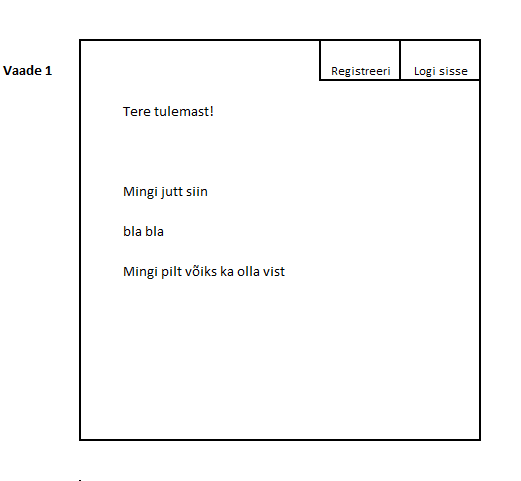 Vaade 1
Registreeri
Logi sisse
Tere tulemast!
Mingi jutt siin
bla bla
Mingi pilt võiks ka olla vist